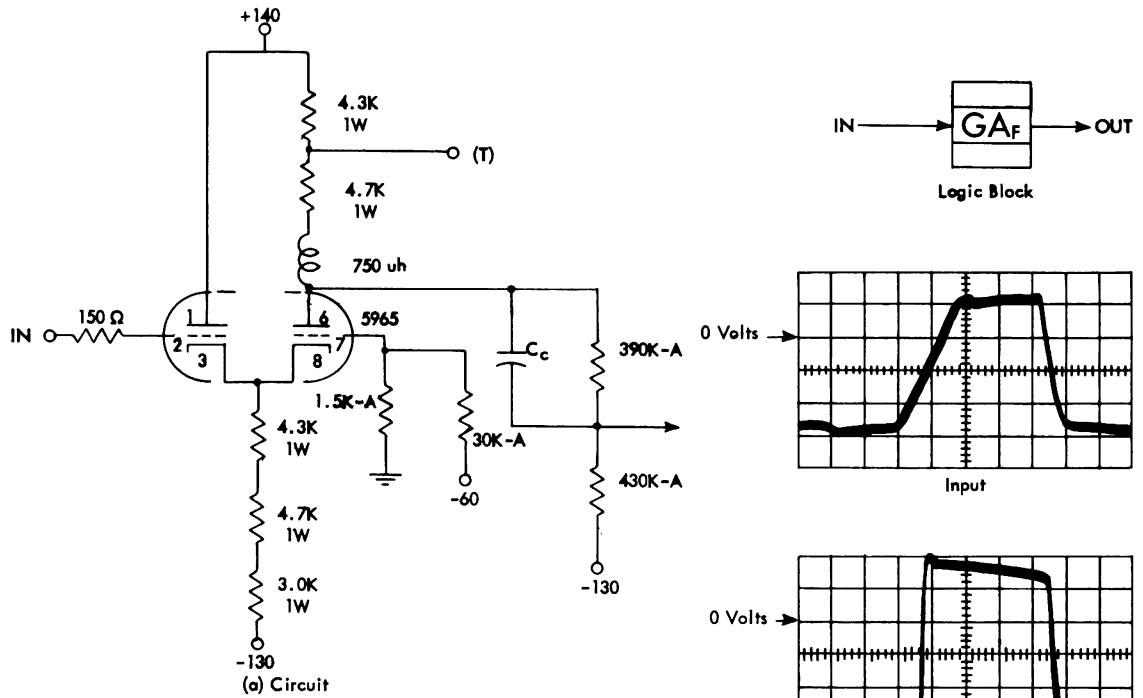 +140
4.3K
1W
(T)
4.7K
1W
750 uh
IN
150 Ω
1
2
3
6
7
8
5965
Cc
390K-A
1.5K-A
30K-A
-60
430K-A
-130
4.3K
1W
4.7K
1W
3.0K
1W
-130
(a) Circuit
IN
GAF
OUT
Logic Block
0 Volts
Input
0 Volts